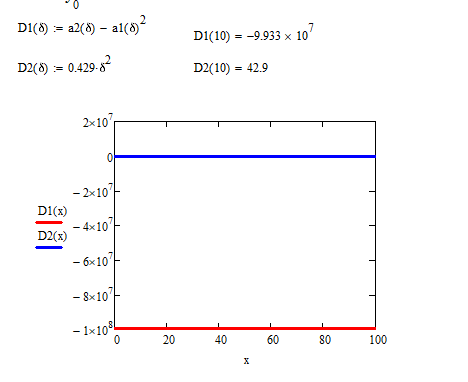 y₀
D1(δ) := a2(δ) − a1(δ)²
D1(10) = −9.933 × 10⁷
D2(δ) := 0.429·δ²
D2(10) = 42.9
2×10⁷
0
− 2×10⁷
D1(x)
− 4×10⁷
D2(x)
− 6×10⁷
− 8×10⁷
− 1×10⁸
0 20 40 60 80 100
x